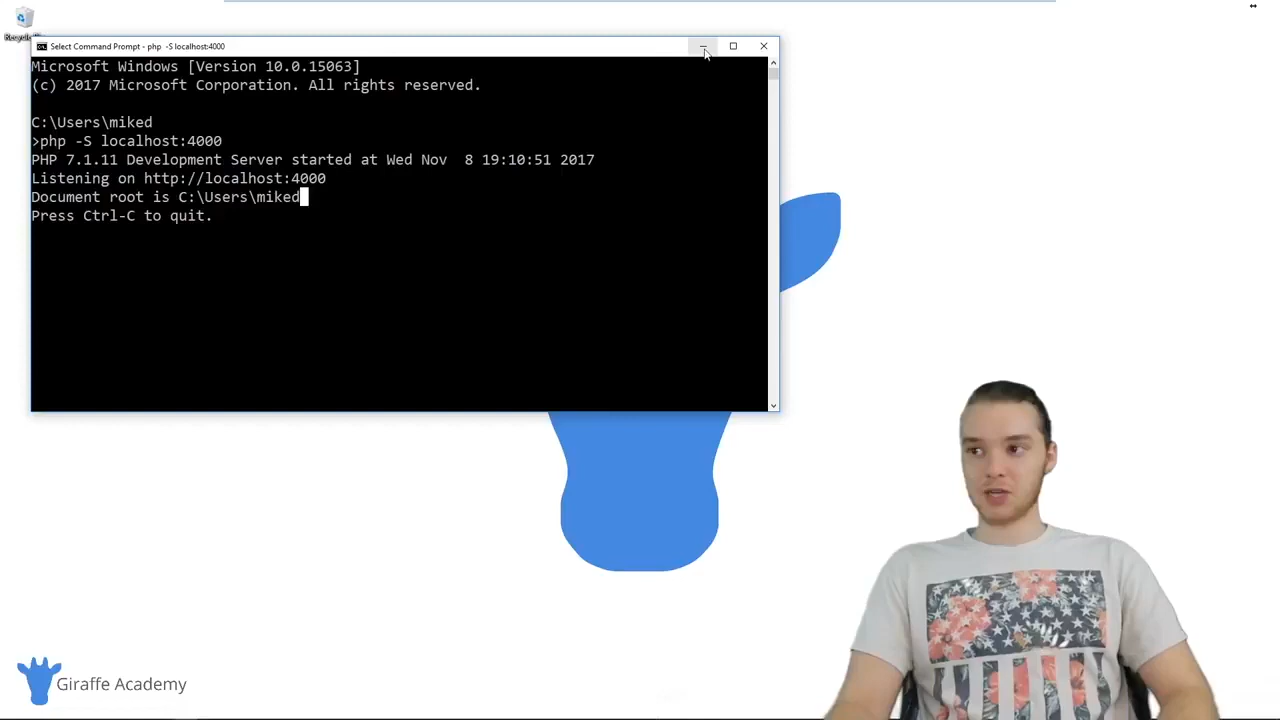 Select Command Prompt - php -S localhost:4000
Microsoft Windows [Version 10.0.15063]
(c) 2017 Microsoft Corporation. All rights reserved.
C:\Users\miked
>php -S localhost:4000
PHP 7.1.11 Development Server started at Wed Nov  8 19:10:51 2017
Listening on http://localhost:4000
Document root is C:\Users\miked
Press Ctrl-C to quit.
Giraffe Academy